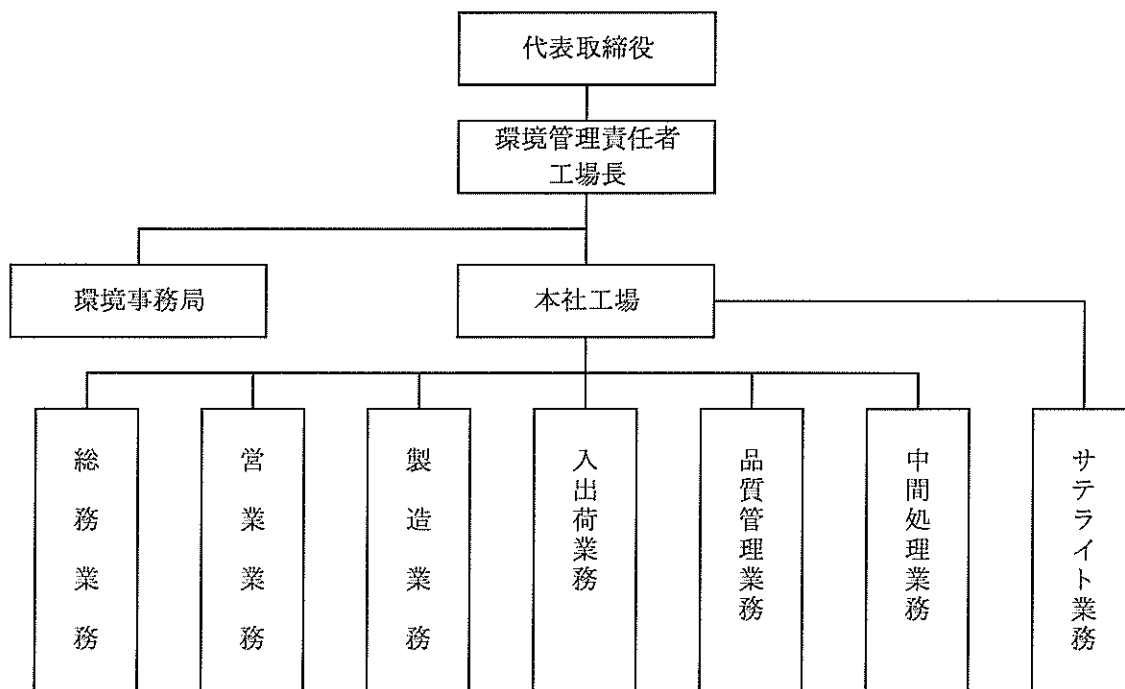 代表取締役
環境管理責任者
工場長
環境事務局
本社工場
総務業務
営業業務
製造業務
入出荷業務
品質管理業務
中間処理業務
サテライト業務